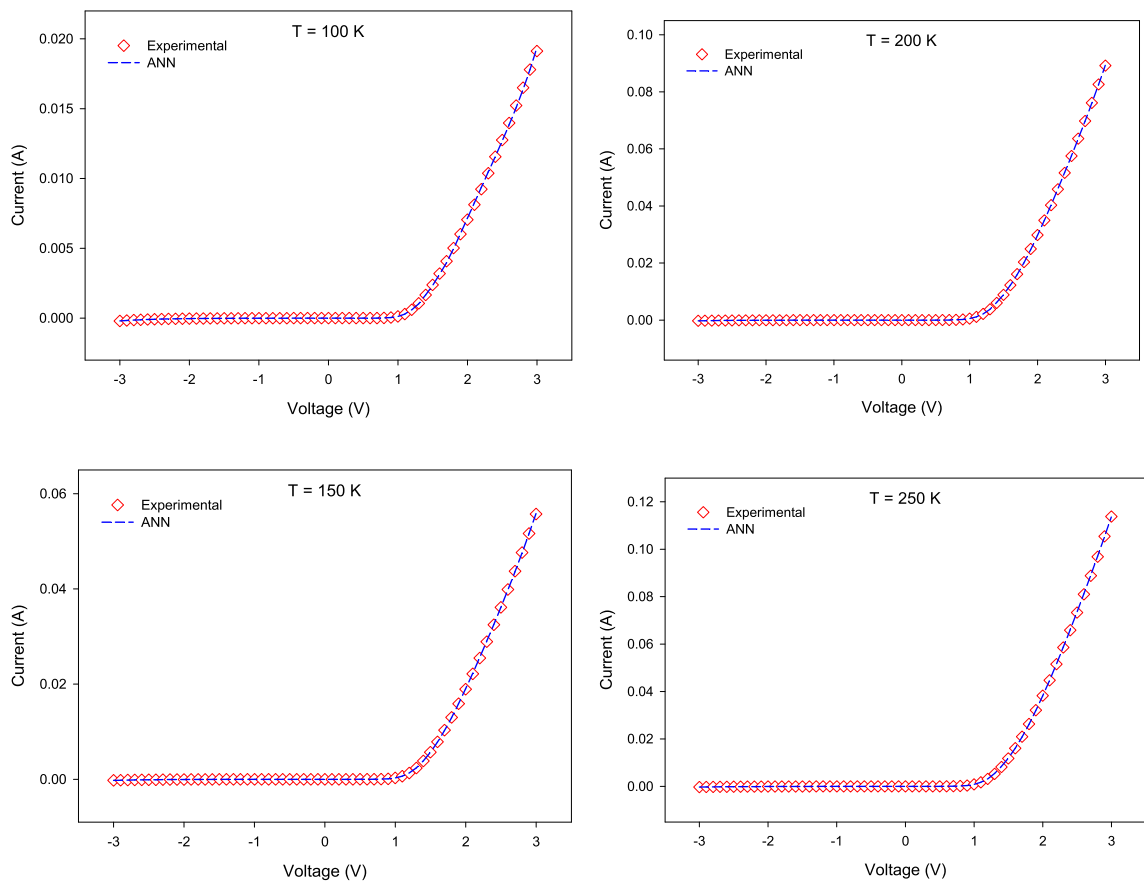 T = 100 K
Experimental
ANN
0.020
0.015
0.010
0.005
0.000
Current (A)
-3 -2 -1 0 1 2 3
Voltage (V)
T = 200 K
Experimental
ANN
0.10
0.08
0.06
0.04
0.02
0.00
Current (A)
-3 -2 -1 0 1 2 3
Voltage (V)
T = 150 K
Experimental
ANN
0.06
0.04
0.02
0.00
Current (A)
-3 -2 -1 0 1 2 3
Voltage (V)
T = 250 K
Experimental
ANN
0.12
0.10
0.08
0.06
0.04
0.02
0.00
Current (A)
-3 -2 -1 0 1 2 3
Voltage (V)